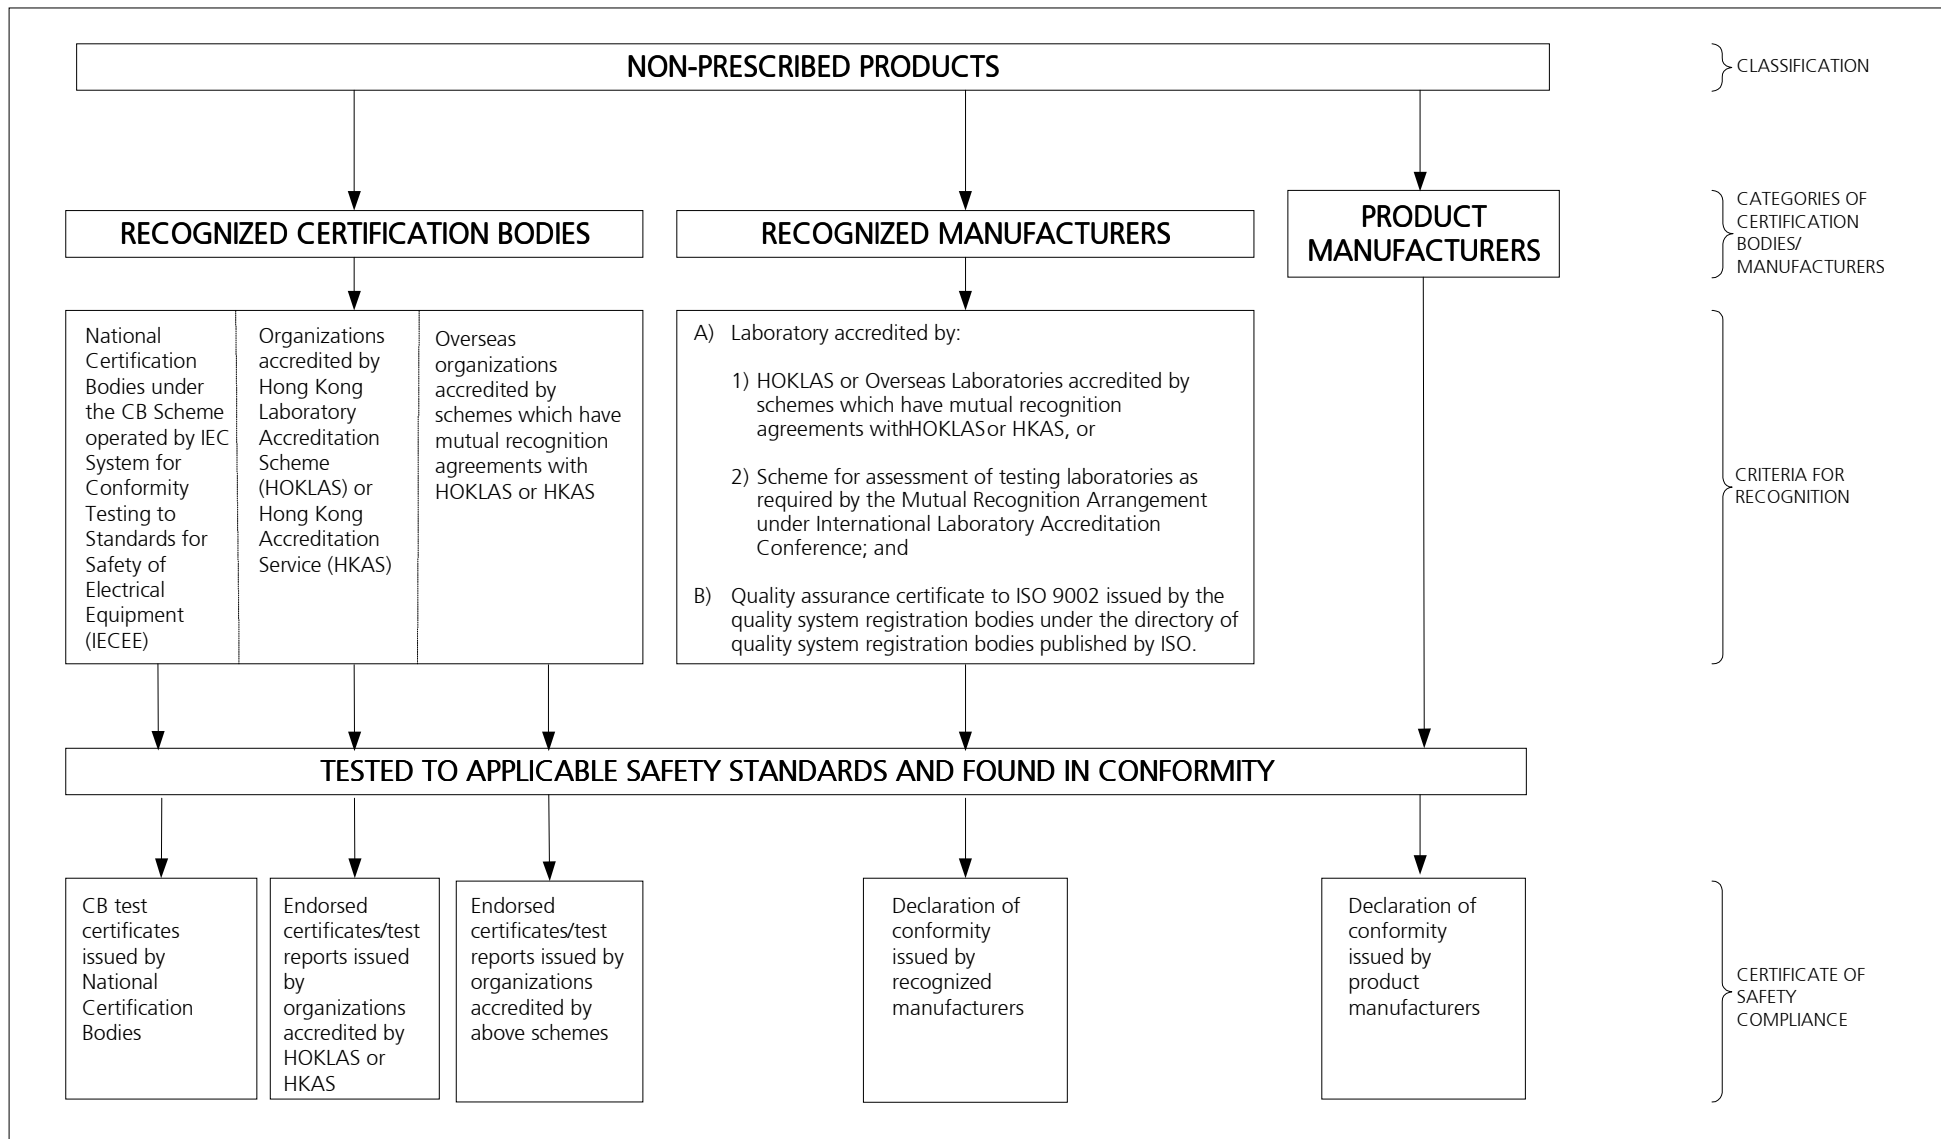 NON-PRESCRIBED PRODUCTS
CLASSIFICATION
RECOGNIZED CERTIFICATION BODIES
RECOGNIZED MANUFACTURERS
PRODUCT
MANUFACTURERS
CATEGORIES OF
CERTIFICATION
BODIES/
MANUFACTURERS
National
Certification
Bodies under
the CB Scheme
operated by IEC
System for
Conformity
Testing to
Standards for
Safety of
Electrical
Equipment
(IECEE)
Organizations
accredited by
Hong Kong
Laboratory
Accreditation
Scheme
(HOKLAS) or
Hong Kong
Accreditation
Service (HKAS)
Overseas
organizations
accredited by
schemes which have
mutual recognition
agreements with
HOKLAS or HKAS
A) Laboratory accredited by:
1) HOKLAS or Overseas Laboratories accredited by
schemes which have mutual recognition
agreements withHOKLASor HKAS, or
2) Scheme for assessment of testing laboratories as
required by the Mutual Recognition Arrangement
under International Laboratory Accreditation
Conference; and
B) Quality assurance certificate to ISO 9002 issued by the
quality system registration bodies under the directory of
quality system registration bodies published by ISO.
CRITERIA FOR
RECOGNITION
TESTED TO APPLICABLE SAFETY STANDARDS AND FOUND IN CONFORMITY
CB test
certificates
issued by
National
Certification
Bodies
Endorsed
certificates/test
reports issued
by
organizations
accredited by
HOKLAS or
HKAS
Endorsed
certificates/test
reports issued by
organizations
accredited by
above schemes
Declaration of
conformity
issued by
recognized
manufacturers
Declaration of
conformity
issued by
product
manufacturers
CERTIFICATE OF
SAFETY
COMPLIANCE